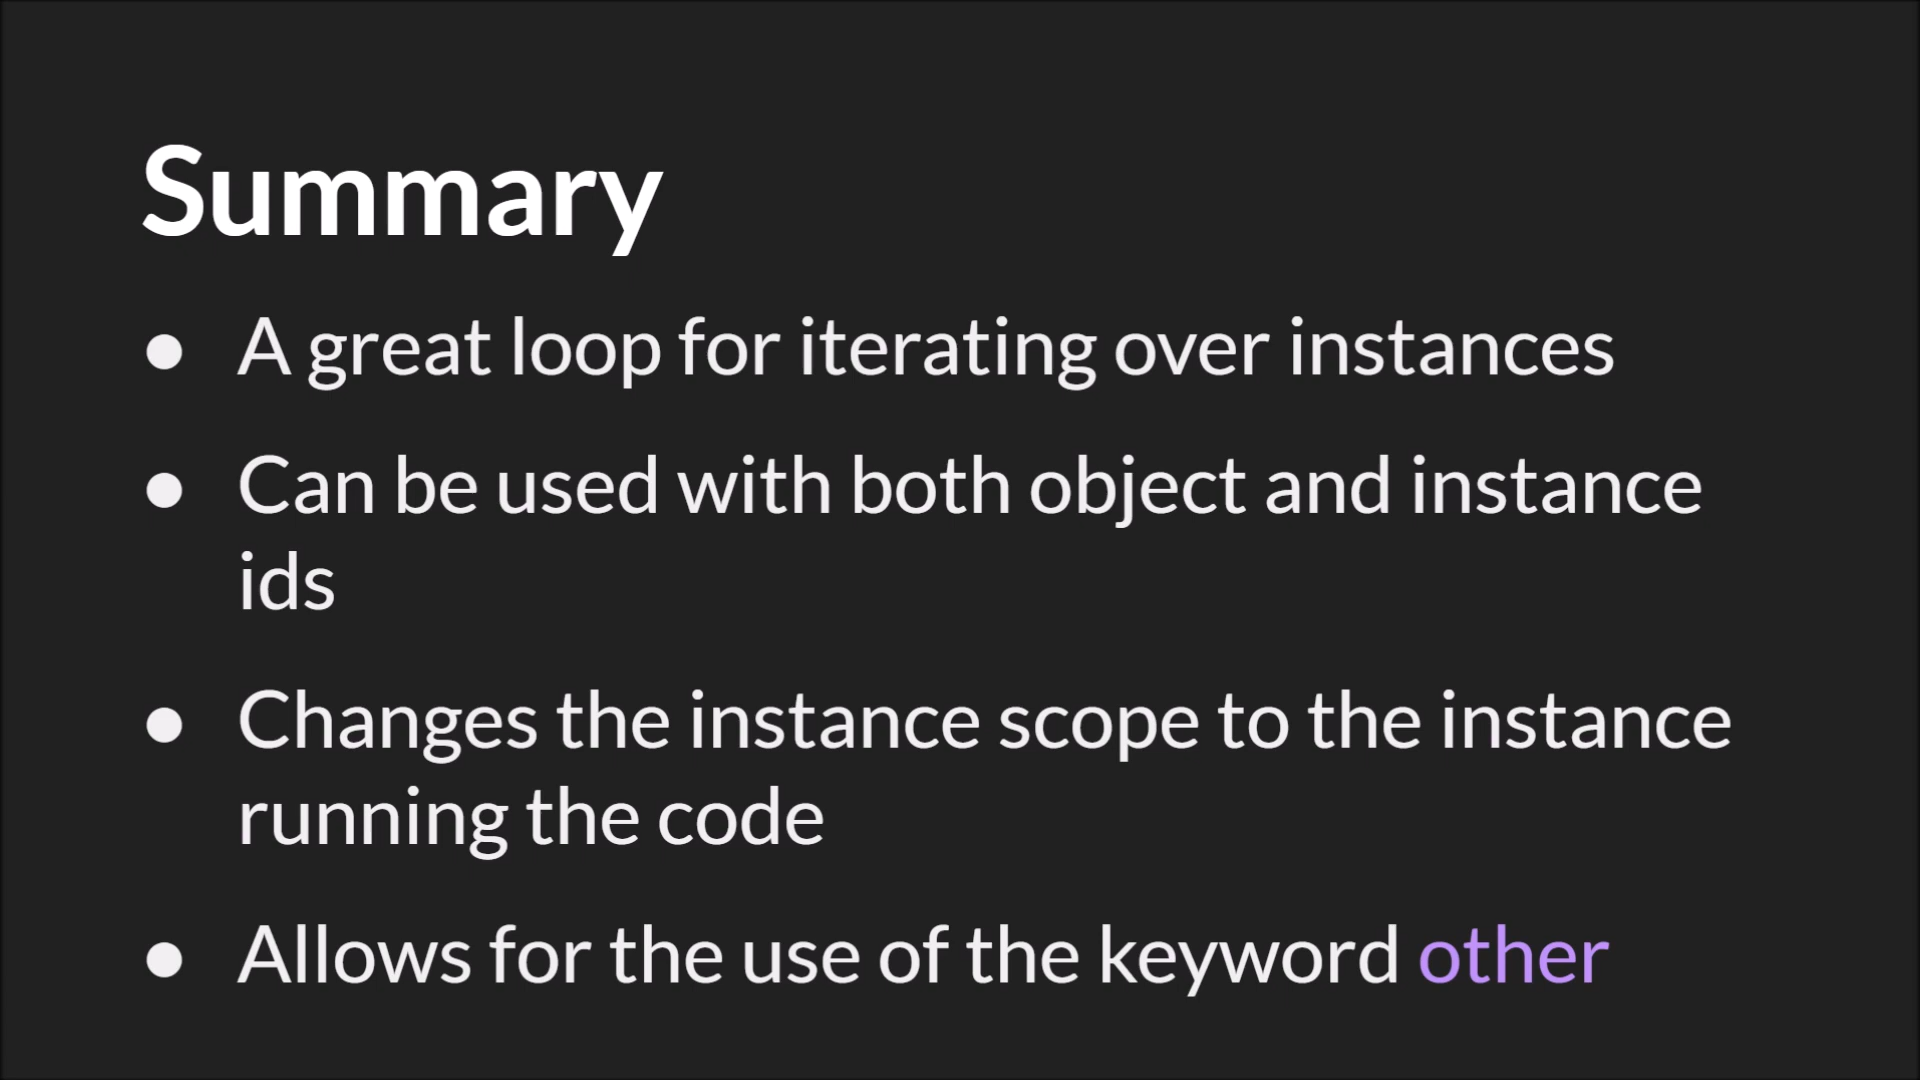 Summary
● A great loop for iterating over instances
● Can be used with both object and instance
ids
● Changes the instance scope to the instance
running the code
● Allows for the use of the keyword other